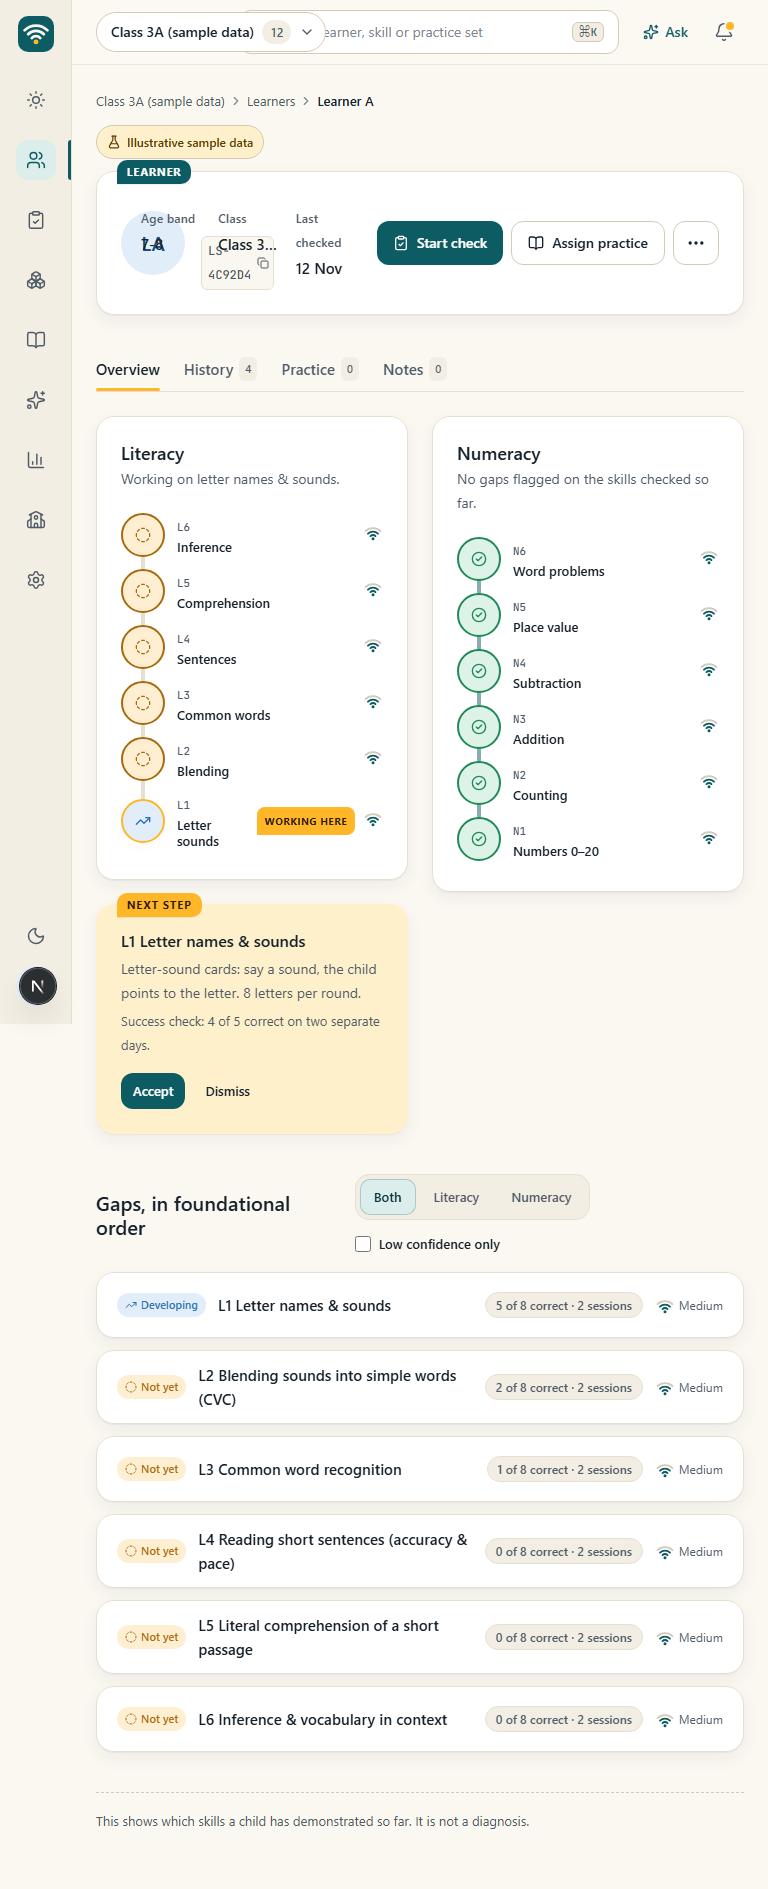 Class 3A (sample data) 12
earner, skill or practice set ⌘K
Ask
Class 3A (sample data) > Learners > Learner A
Illustrative sample data
LEARNER
LA
Age band
7–8
LS-
4C92D4
Class
Class 3...
Last
checked
12 Nov
Start check
Assign practice
Overview
History 4
Practice 0
Notes 0
Literacy
Working on letter names & sounds.
L6
Inference
L5
Comprehension
L4
Sentences
L3
Common words
L2
Blending
L1
Letter
sounds
WORKING HERE
Numeracy
No gaps flagged on the skills checked so
far.
N6
Word problems
N5
Place value
N4
Subtraction
N3
Addition
N2
Counting
N1
Numbers 0–20
NEXT STEP
L1 Letter names & sounds
Letter-sound cards: say a sound, the child
points to the letter. 8 letters per round.
Success check: 4 of 5 correct on two separate
days.
Accept
Dismiss
N
Gaps, in foundational
order
Both
Literacy
Numeracy
Low confidence only
Developing L1 Letter names & sounds 5 of 8 correct · 2 sessions Medium
Not yet L2 Blending sounds into simple words
(CVC) 2 of 8 correct · 2 sessions Medium
Not yet L3 Common word recognition 1 of 8 correct · 2 sessions Medium
Not yet L4 Reading short sentences (accuracy &
pace) 0 of 8 correct · 2 sessions Medium
Not yet L5 Literal comprehension of a short
passage 0 of 8 correct · 2 sessions Medium
Not yet L6 Inference & vocabulary in context 0 of 8 correct · 2 sessions Medium
This shows which skills a child has demonstrated so far. It is not a diagnosis.